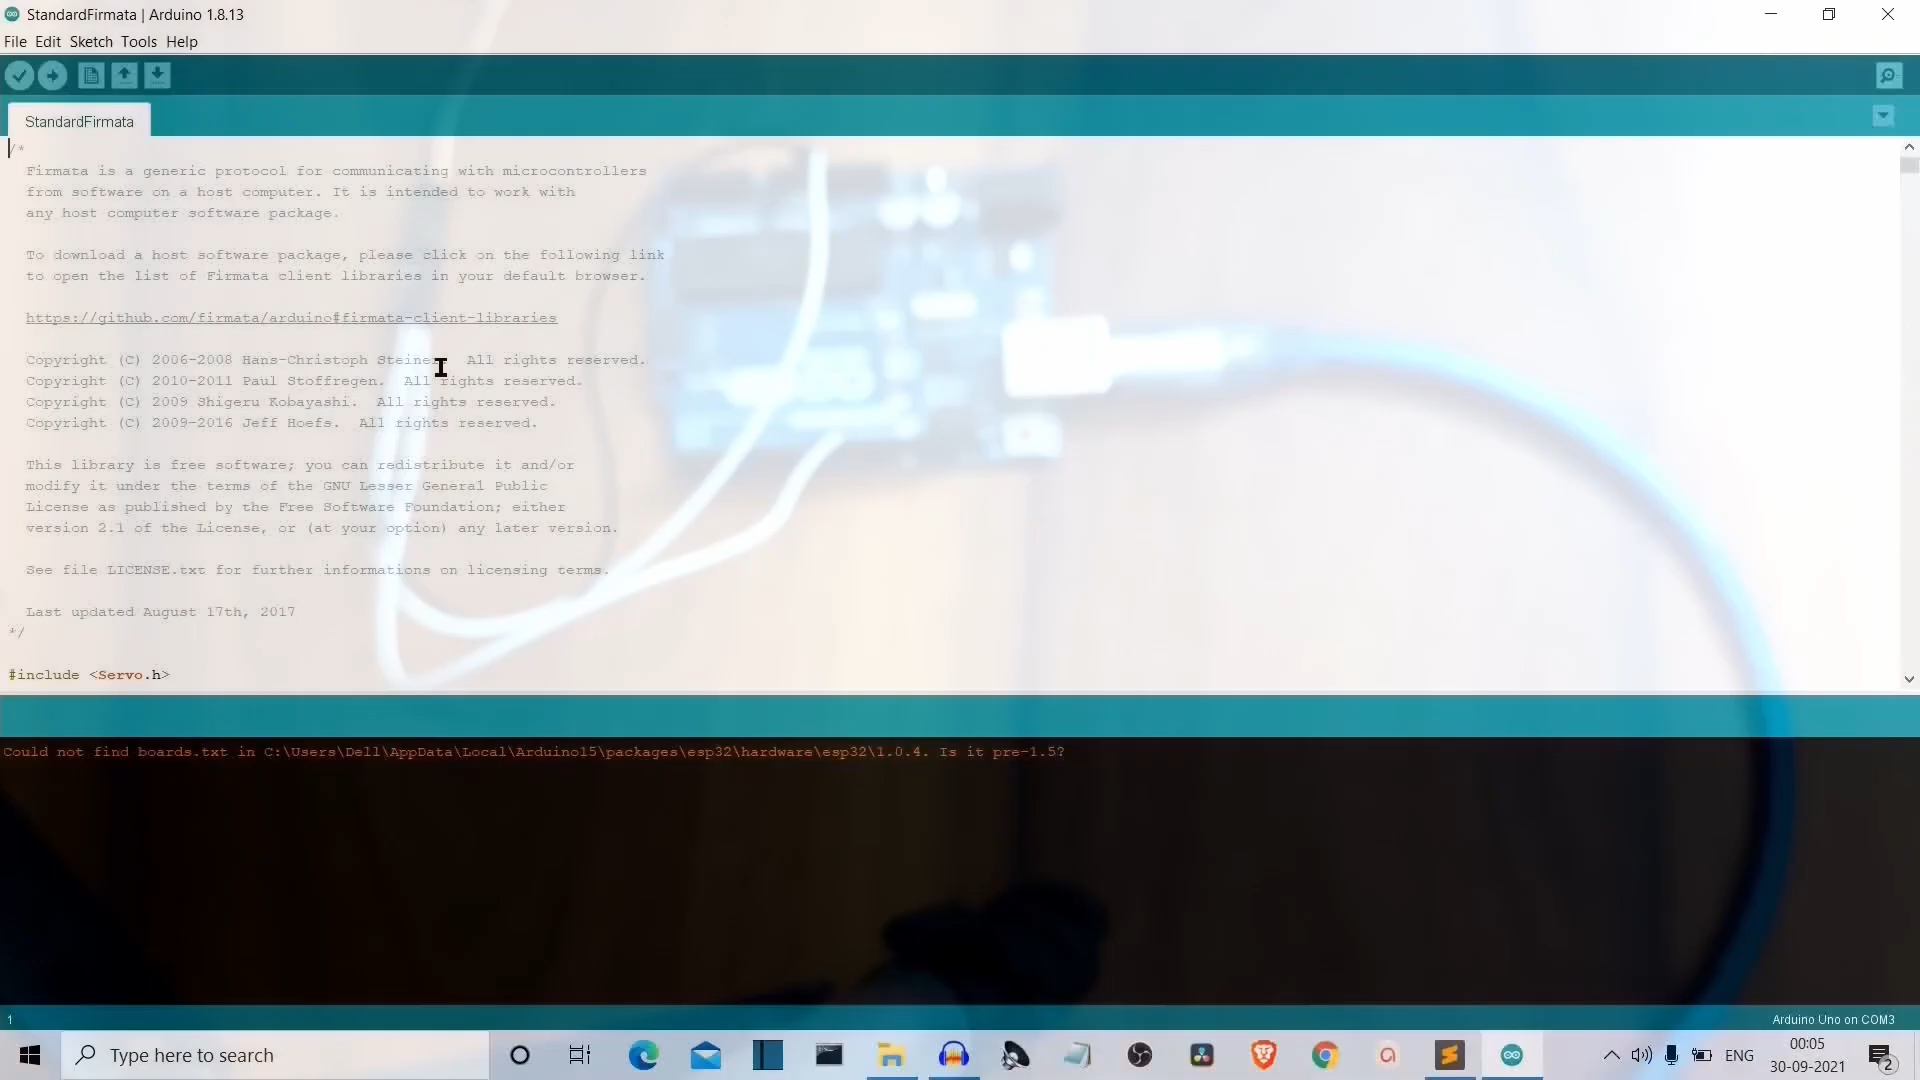 StandardFirmata | Arduino 1.8.13
File Edit Sketch Tools Help
StandardFirmata
/*
Firmata is a generic protocol for communicating with microcontrollers
from software on a host computer. It is intended to work with
any host computer software package.
To download a host software package, please click on the following link
to open the list of Firmata client libraries in your default browser.
https://github.com/firmata/arduino#firmata-client-libraries
Copyright (C) 2006-2008 Hans-Christoph Steiner. All rights reserved.
Copyright (C) 2010-2011 Paul Stoffregen. All rights reserved.
Copyright (C) 2009 Shigeru Kobayashi. All rights reserved.
Copyright (C) 2009-2016 Jeff Hoefs. All rights reserved.
This library is free software; you can redistribute it and/or
modify it under the terms of the GNU Lesser General Public
License as published by the Free Software Foundation; either
version 2.1 of the License, or (at your option) any later version.
See file LICENSE.txt for further informations on licensing terms.
Last updated August 17th, 2017
*/
#include <Servo.h>
Could not find boards.txt in C:\Users\Dell\AppData\Local\Arduino15\packages\esp32\hardware\esp32\1.0.4. Is it pre-1.5?
1
Arduino Uno on COM3
Type here to search
ENG
00:05
30-09-2021
2